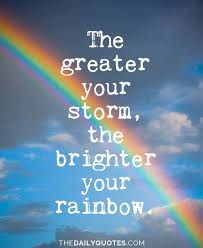 The
greater
your
storm,
the
brighter
your
rainbow.
THEDAILYQUOTES.COM